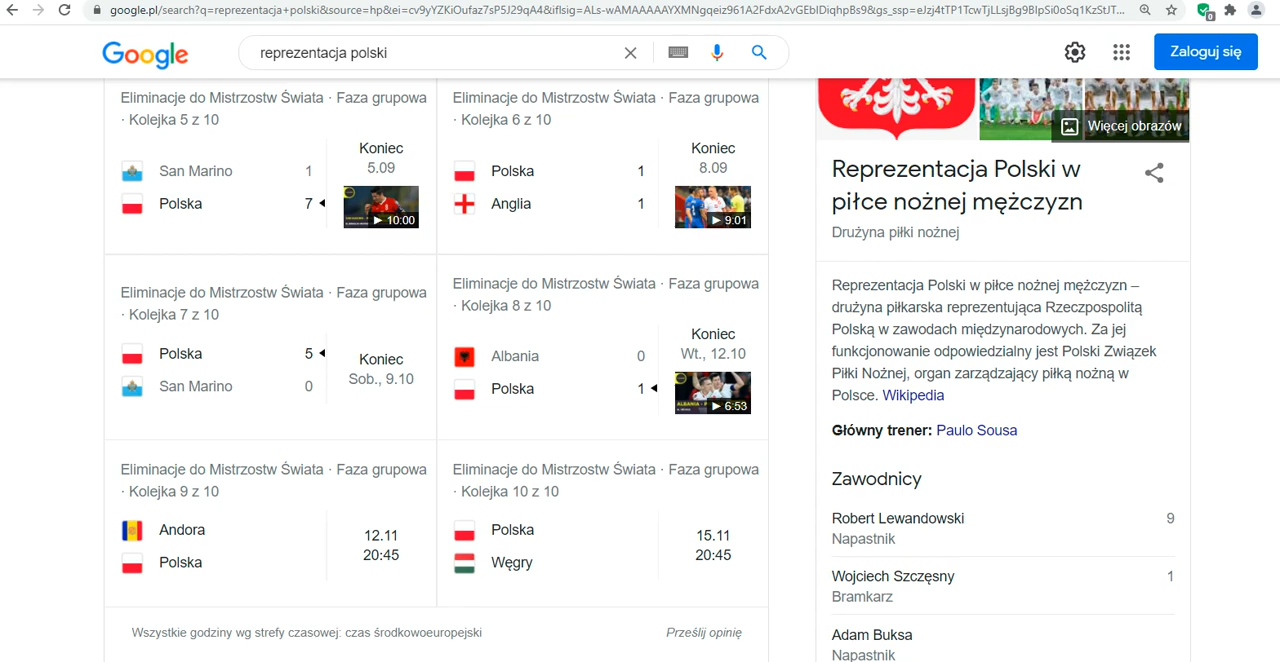 google.pl/search?q=reprezentacja+polski&source=hp&ei=cv9yYZKiOufaz7sP5J29qA4&iflsig=ALs-wAMAAAAAYXMNgqeiz961A2FdxA2vGEbIDiqhpBs9&gs_ssp=eJzj4tTP1TcwTjLLsjBg9BIpSi0oSq1KzStJT...
Google
reprezentacja polski
Zaloguj się
Eliminacje do Mistrzostw Świata · Faza grupowa
· Kolejka 5 z 10
Koniec
5.09
San Marino 1
Polska 7
10:00
Eliminacje do Mistrzostw Świata · Faza grupowa
· Kolejka 6 z 10
Koniec
8.09
Polska 1
Anglia 1
9:01
Eliminacje do Mistrzostw Świata · Faza grupowa
· Kolejka 7 z 10
Polska 5
San Marino 0
Koniec
Sob., 9.10
Eliminacje do Mistrzostw Świata · Faza grupowa
· Kolejka 8 z 10
Koniec
Wt., 12.10
Albania 0
Polska 1
6:53
Eliminacje do Mistrzostw Świata · Faza grupowa
· Kolejka 9 z 10
Andora
Polska
12.11
20:45
Eliminacje do Mistrzostw Świata · Faza grupowa
· Kolejka 10 z 10
Polska
Węgry
15.11
20:45
Wszystkie godziny wg strefy czasowej: czas środkowoeuropejski
Prześlij opinię
Więcej obrazów
Reprezentacja Polski w
piłce nożnej mężczyzn
Drużyna piłki nożnej
Reprezentacja Polski w piłce nożnej mężczyzn –
drużyna piłkarska reprezentująca Rzeczpospolitą
Polską w zawodach międzynarodowych. Za jej
funkcjonowanie odpowiedzialny jest Polski Związek
Piłki Nożnej, organ zarządzający piłką nożną w
Polsce. Wikipedia
Główny trener: Paulo Sousa
Zawodnicy
Robert Lewandowski 9
Napastnik
Wojciech Szczęsny 1
Bramkarz
Adam Buksa
Napastnik